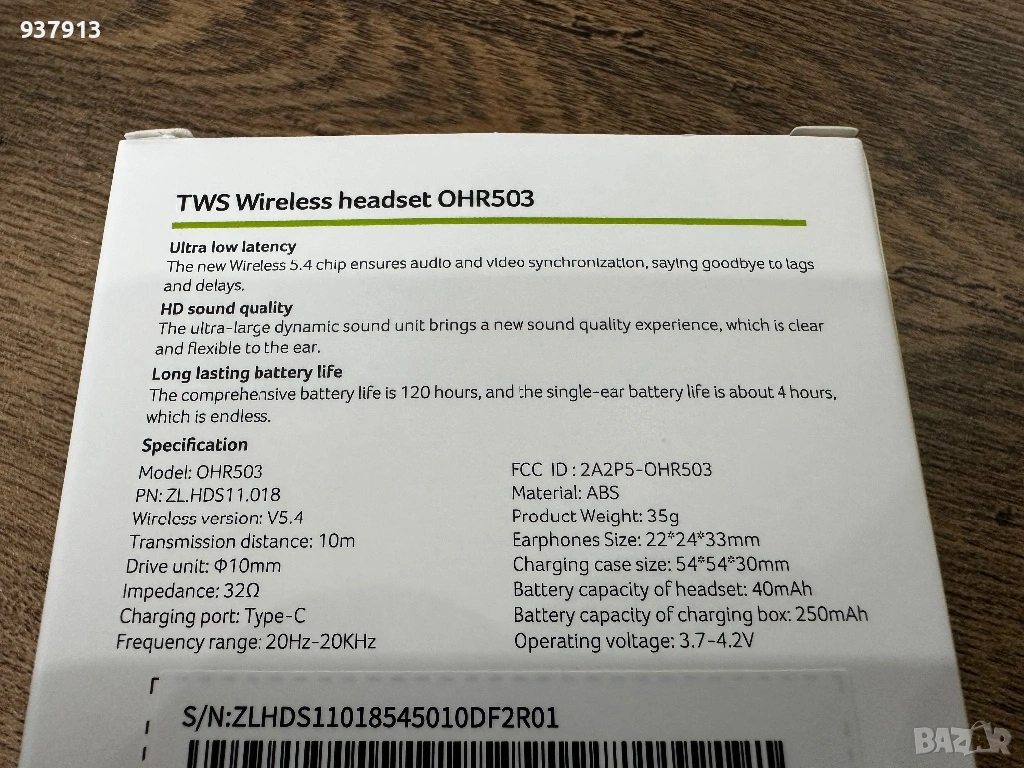 937913
TWS Wireless headset OHR503
Ultra low latency
The new Wireless 5.4 chip ensures audio and video synchronization, saying goodbye to lags
and delays.
HD sound quality
The ultra-large dynamic sound unit brings a new sound quality experience, which is clear
and flexible to the ear.
Long lasting battery life
The comprehensive battery life is 120 hours, and the single-ear battery life is about 4 hours,
which is endless.
Specification
Model: OHR503
PN: ZL.HDS11.018
Wireless version: V5.4
Transmission distance: 10m
Drive unit: Φ10mm
Impedance: 32Ω
Charging port: Type-C
Frequency range: 20Hz-20KHz
FCC ID : 2A2P5-OHR503
Material: ABS
Product Weight: 35g
Earphones Size: 22*24*33mm
Charging case size: 54*54*30mm
Battery capacity of headset: 40mAh
Battery capacity of charging box: 250mAh
Operating voltage: 3.7-4.2V
S/N:ZLHDS11018545010DF2R01
BAZAR